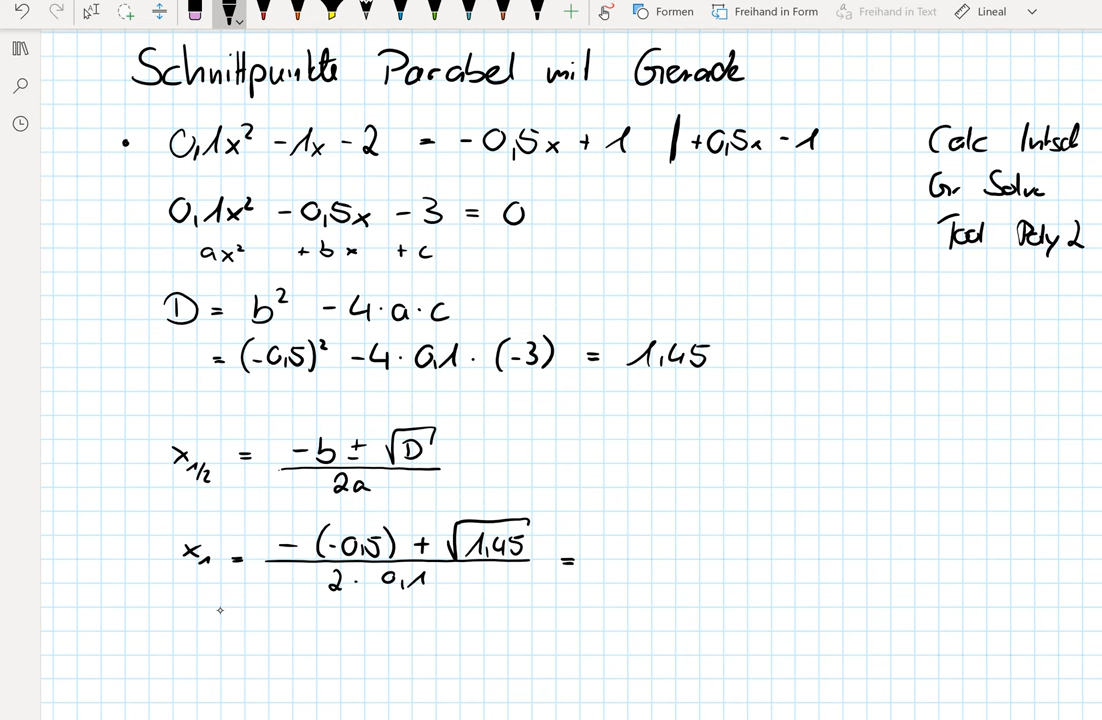 Formen Freihand in Form Freihand in Text Lineal
Schnittpunkte Parabel mit Gerade
• 0,1x² - 1x - 2 = - 0,5x + 1 | +0,5x - 1
0,1x² - 0,5x - 3 = 0
ax² + bx + c
D = b² - 4 · a · c
= (-0,5)² - 4 · 0,1 · (-3) = 1,45
x₁/₂ = (-b ± √D) / 2a
x₁ = (-(-0,5) + √1,45) / (2 · 0,1) =
Calc
Gr Solve
Tool Poly 2